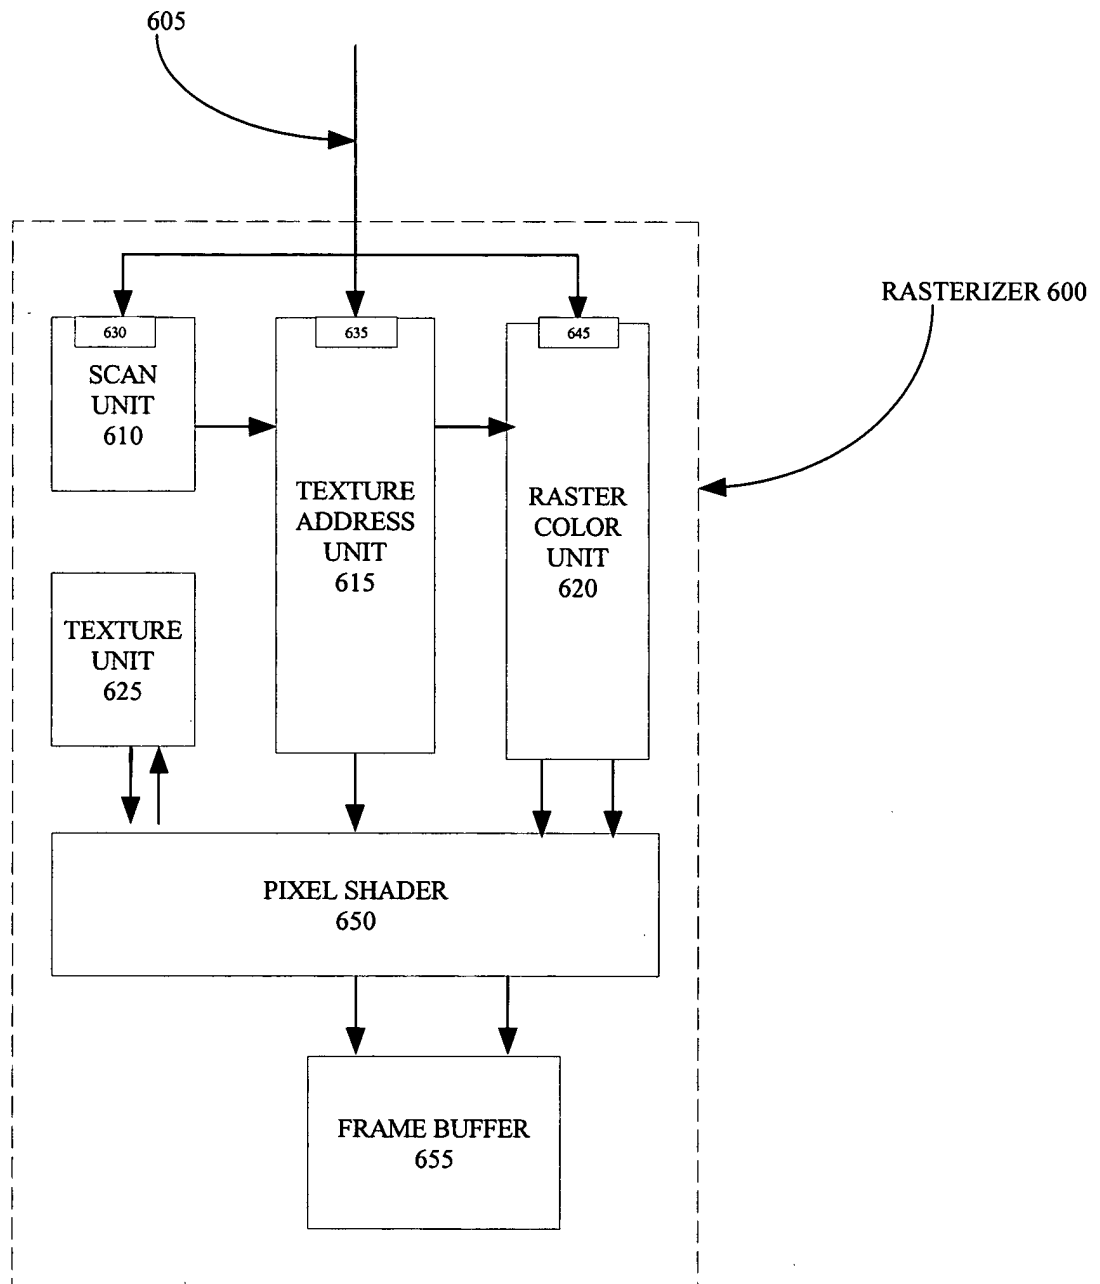 605
RASTERIZER 600
630
635
645
SCAN
UNIT
610
TEXTURE
ADDRESS
UNIT
615
RASTER
COLOR
UNIT
620
TEXTURE
UNIT
625
PIXEL SHADER
650
FRAME BUFFER
655